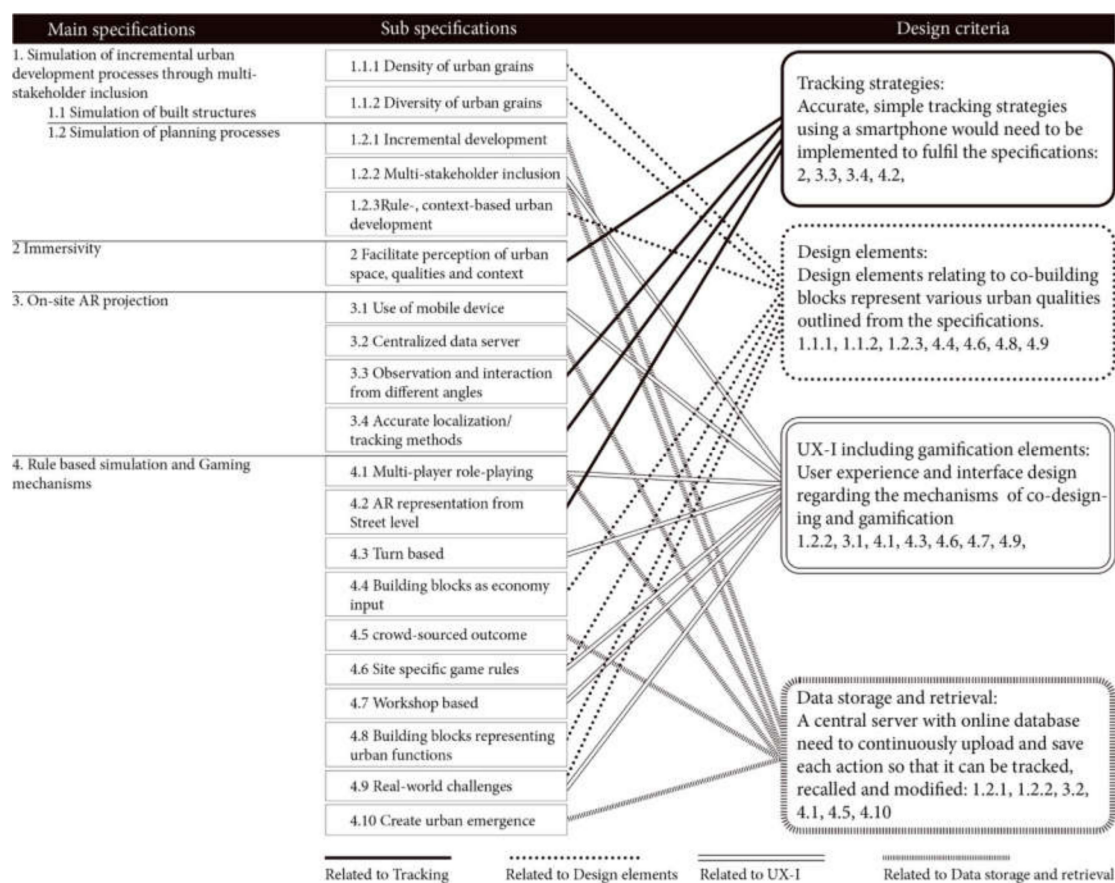 Main specifications
Sub specifications
Design criteria
1. Simulation of incremental urban
development processes through multi-
stakeholder inclusion
1.1 Simulation of built structures
1.2 Simulation of planning processes
2 Immersivity
3. On-site AR projection
4. Rule based simulation and Gaming
mechanisms
1.1.1 Density of urban grains
1.1.2 Diversity of urban grains
1.2.1 Incremental development
1.2.2 Multi-stakeholder inclusion
1.2.3Rule-, context-based urban
development
2 Facilitate perception of urban
space, qualities and context
3.1 Use of mobile device
3.2 Centralized data server
3.3 Observation and interaction
from different angles
3.4 Accurate localization/
tracking methods
4.1 Multi-player role-playing
4.2 AR representation from
Street level
4.3 Turn based
4.4 Building blocks as economy
input
4.5 crowd-sourced outcome
4.6 Site specific game rules
4.7 Workshop based
4.8 Building blocks representing
urban functions
4.9 Real-world challenges
4.10 Create urban emergence
Tracking strategies:
Accurate, simple tracking strategies
using a smartphone would need to be
implemented to fulfil the specifications:
2, 3.3, 3.4, 4.2,
Design elements:
Design elements relating to co-building
blocks represent various urban qualities
outlined from the specifications.
1.1.1, 1.1.2, 1.2.3, 4.4, 4.6, 4.8, 4.9
UX-I including gamification elements:
User experience and interface design
regarding the mechanisms of co-design-
ing and gamification
1.2.2, 3.1, 4.1, 4.3, 4.6, 4.7, 4.9,
Data storage and retrieval:
A central server with online database
need to continuously upload and save
each action so that it can be tracked,
recalled and modified: 1.2.1, 1.2.2, 3.2,
4.1, 4.5, 4.10
Related to Tracking
Related to Design elements
Related to UX-I
Related to Data storage and retrieval